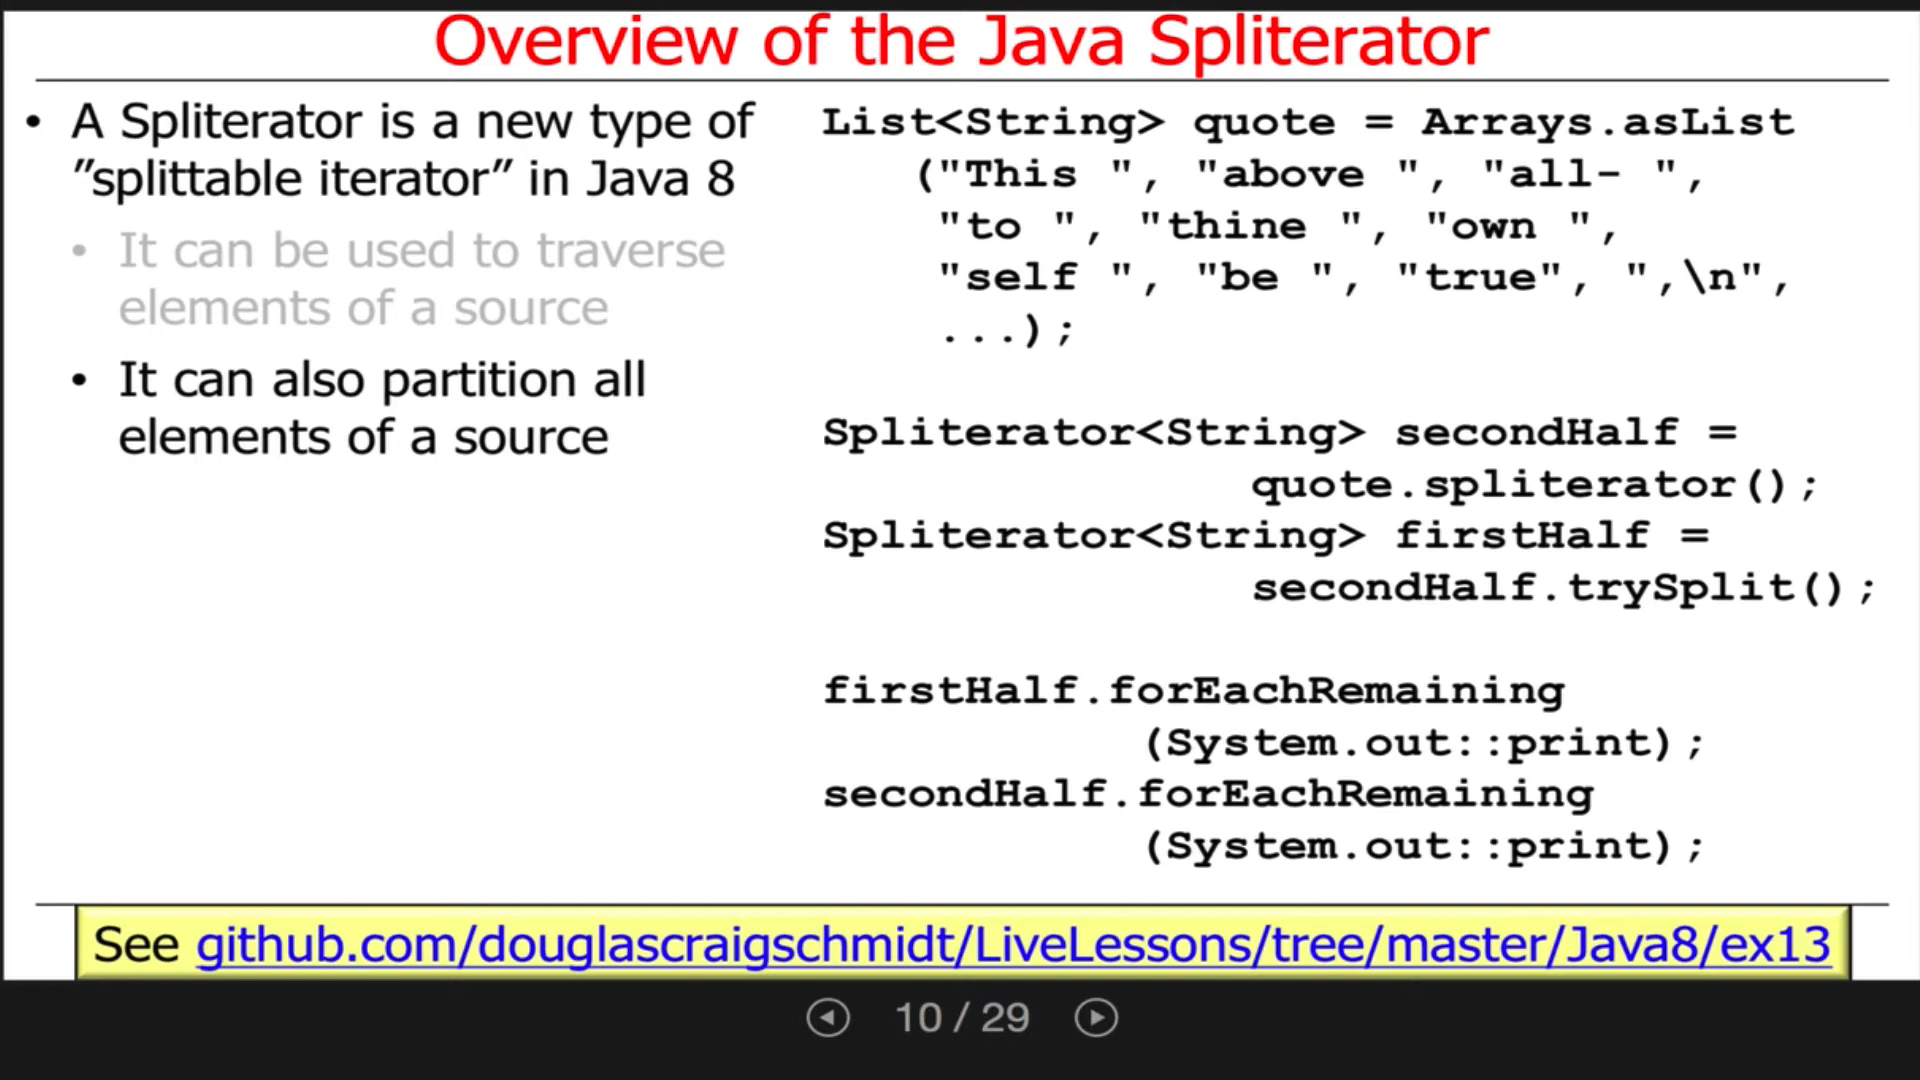 Overview of the Java Spliterator
• A Spliterator is a new type of
”splittable iterator” in Java 8
• It can be used to traverse
elements of a source
• It can also partition all
elements of a source
List<String> quote = Arrays.asList
("This ", "above ", "all- ",
"to ", "thine ", "own ",
"self ", "be ", "true", ",\n",
...);
Spliterator<String> secondHalf =
quote.spliterator();
Spliterator<String> firstHalf =
secondHalf.trySplit();
firstHalf.forEachRemaining
(System.out::print);
secondHalf.forEachRemaining
(System.out::print);
See github.com/douglascraigschmidt/LiveLessons/tree/master/Java8/ex13
10 / 29